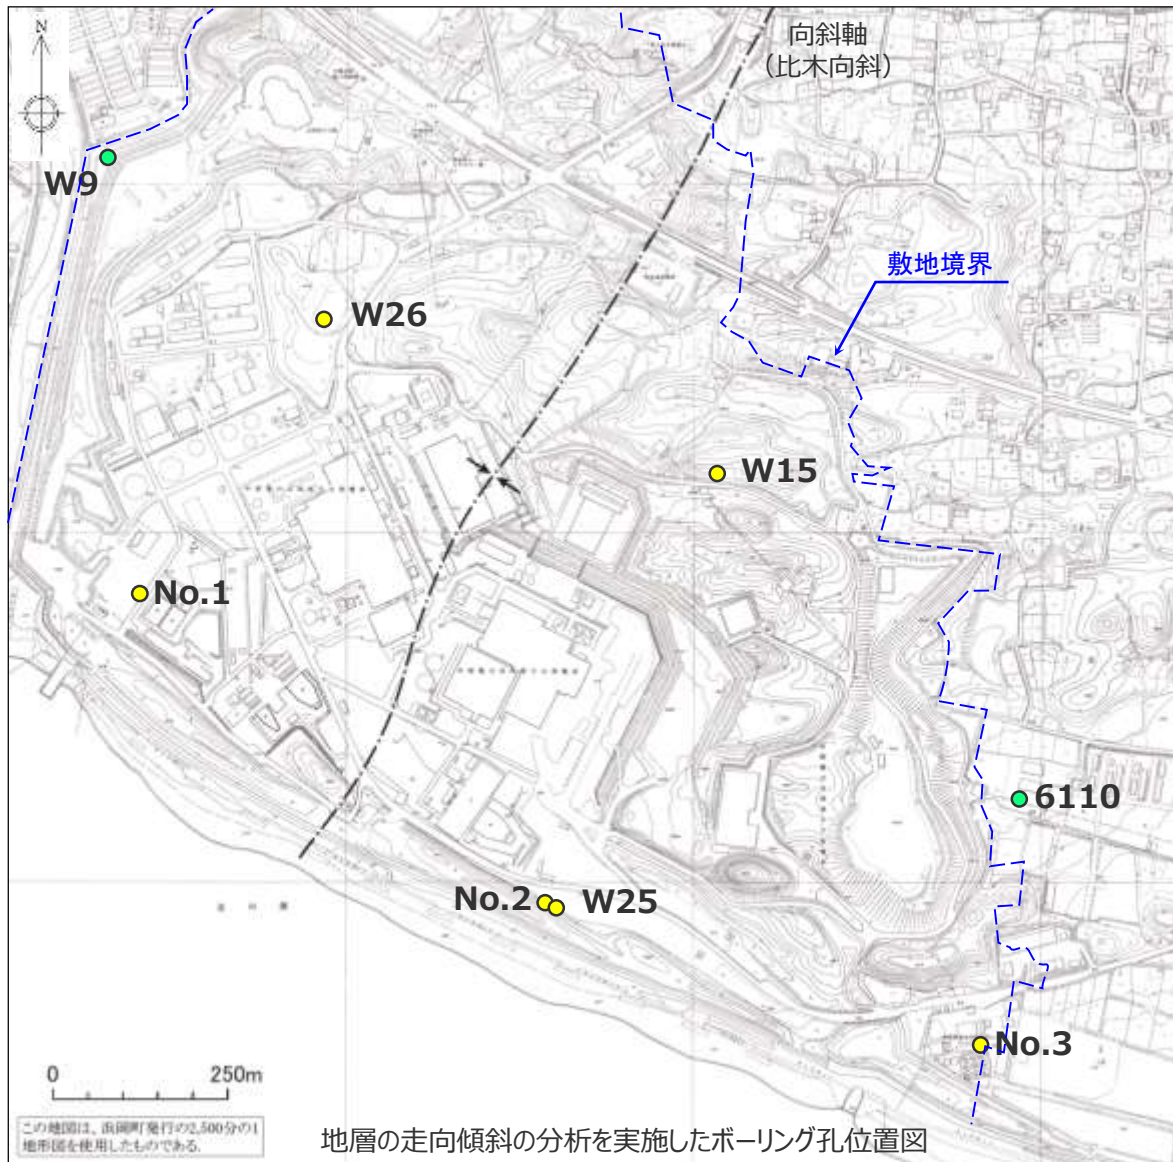 N
向斜軸
（比木向斜）
W9
敷地境界
W26
W15
No.1
6110
No.2
W25
No.3
0 250m
この地図は、浜岡町発行の2,500分の1
地形図を使用したものである。
地層の走向傾斜の分析を実施したボーリング孔位置図